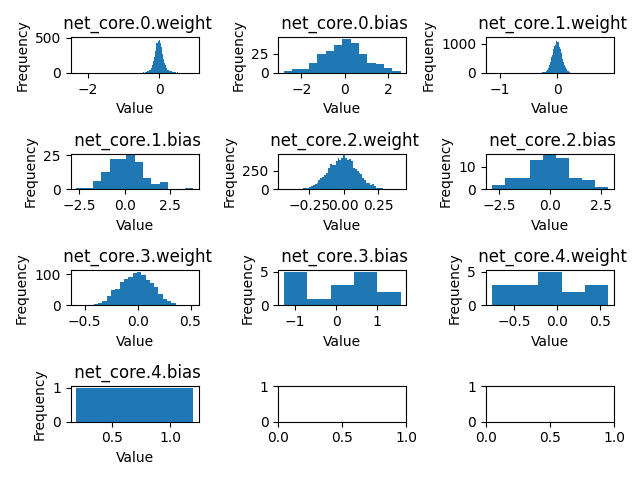 net_core.0.weight
Frequency
500
0
−2
0
Value
net_core.0.bias
Frequency
25
0
−2
0
2
Value
net_core.1.weight
Frequency
1000
0
−1
0
Value
net_core.1.bias
Frequency
25
0
−2.5
0.0
2.5
Value
net_core.2.weight
Frequency
250
0
−0.25
0.00
0.25
Value
net_core.2.bias
Frequency
10
0
−2.5
0.0
2.5
Value
net_core.3.weight
Frequency
100
0
−0.5
0.0
0.5
Value
net_core.3.bias
Frequency
5
0
−1
0
1
Value
net_core.4.weight
Frequency
5
0
−0.5
0.0
0.5
Value
net_core.4.bias
Frequency
1
0
0.5
1.0
Value
1
0
0.0
0.5
1.0
1
0
0.0
0.5
1.0